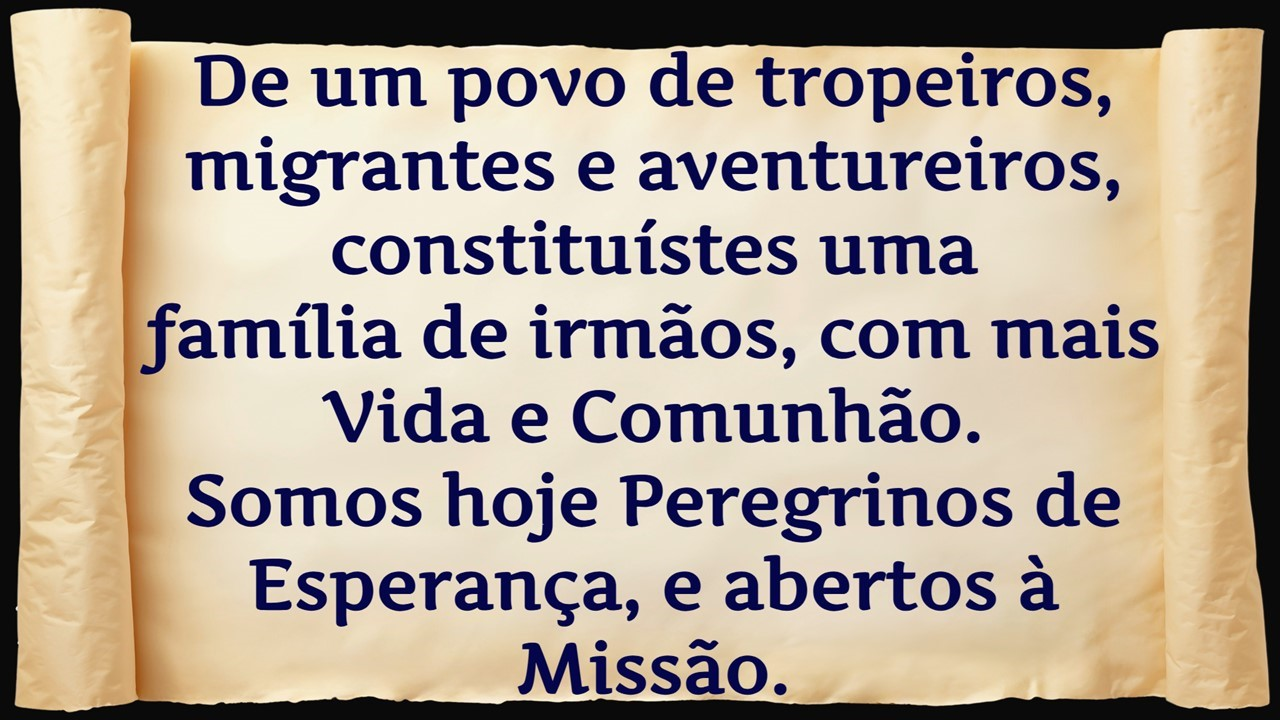 De um povo de tropeiros,
migrantes e aventureiros,
constituístes uma
família de irmãos, com mais
Vida e Comunhão.
Somos hoje Peregrinos de
Esperança, e abertos à
Missão.